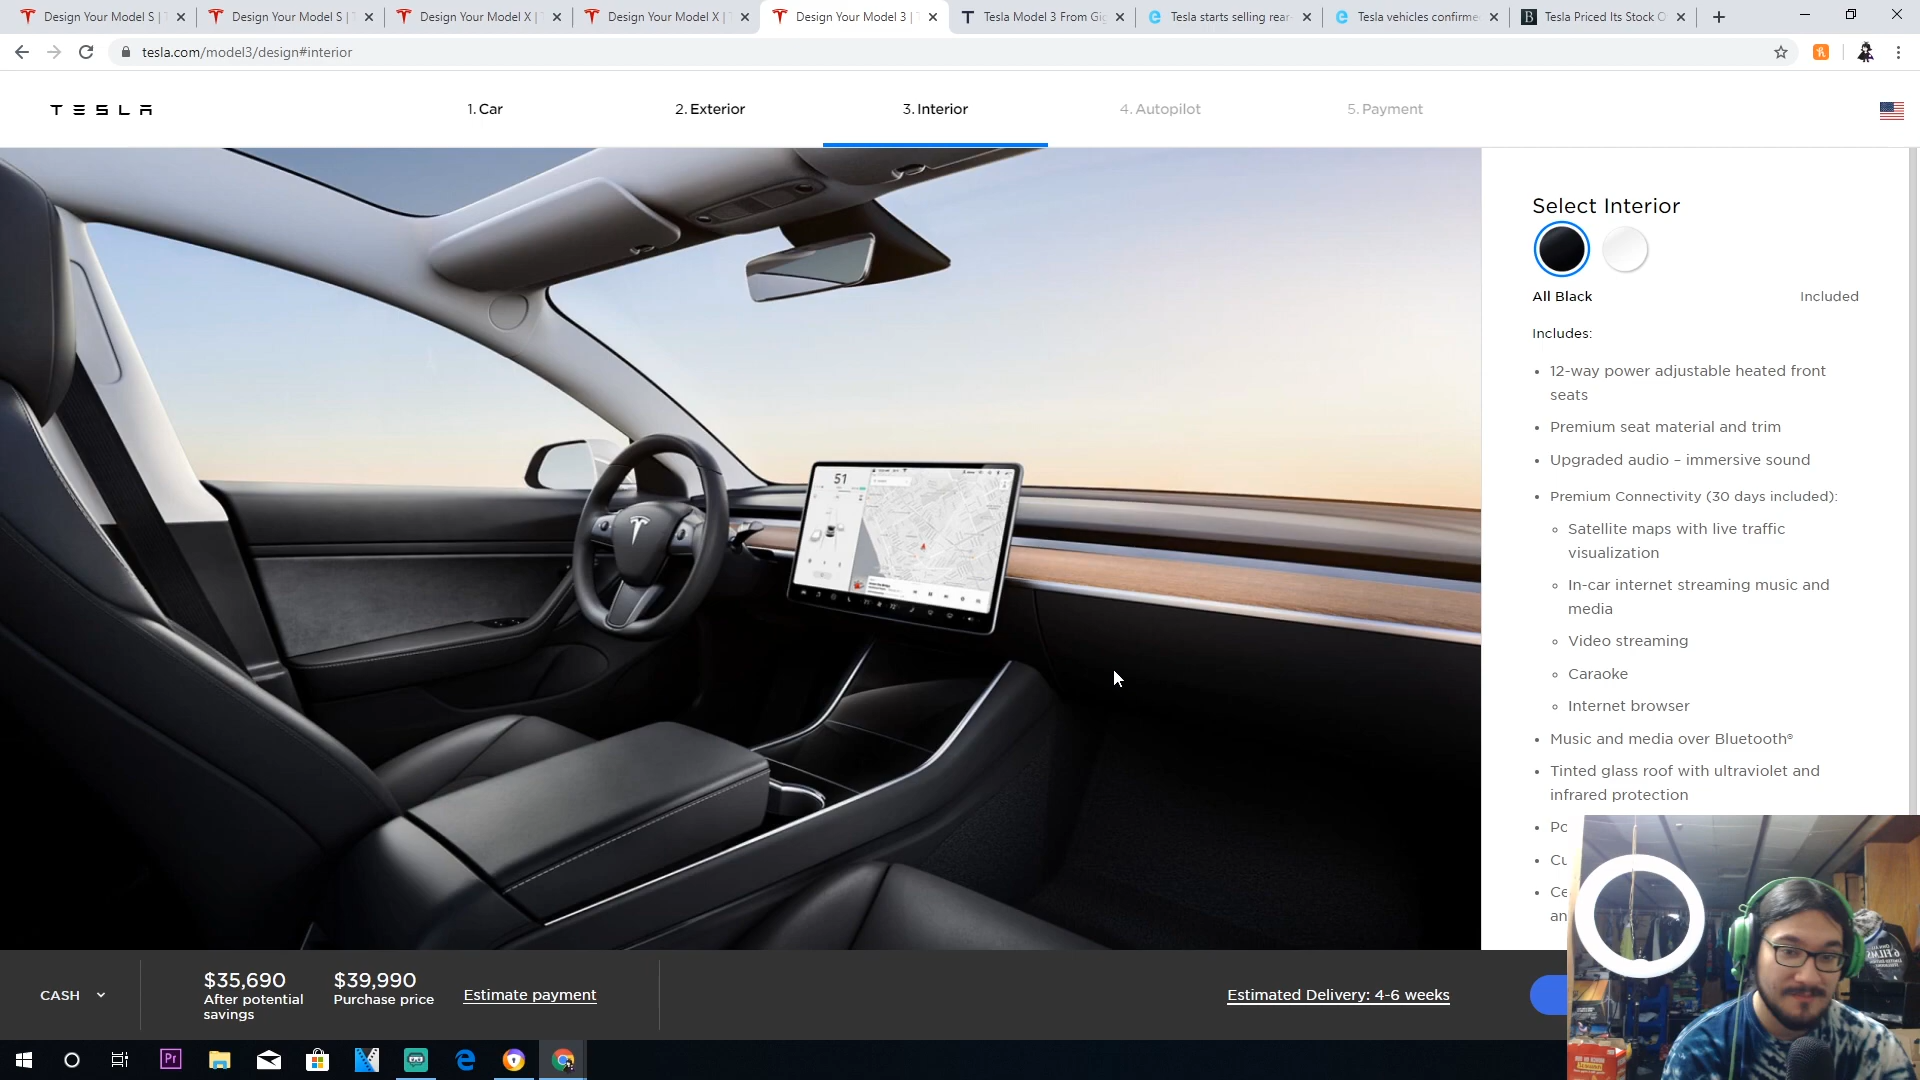 Design Your Model S | T
Design Your Model S | T
Design Your Model X | T
Design Your Model X | T
Design Your Model 3 | T
Tesla Model 3 From Gig
Tesla starts selling rear-
Tesla vehicles confirme
Tesla Priced Its Stock O
tesla.com/model3/design#interior
TESLA
1. Car
2. Exterior
3. Interior
4. Autopilot
5. Payment
Select Interior
All Black Included
Includes:
12-way power adjustable heated front
seats
Premium seat material and trim
Upgraded audio – immersive sound
Premium Connectivity (30 days included):
Satellite maps with live traffic
visualization
In-car internet streaming music and
media
Video streaming
Caraoke
Internet browser
Music and media over Bluetooth®
Tinted glass roof with ultraviolet and
infrared protection
Po
Cu
Ce
an
51
CASH
$35,690
After potential
savings
$39,990
Purchase price
Estimate payment
Estimated Delivery: 4-6 weeks
Pr